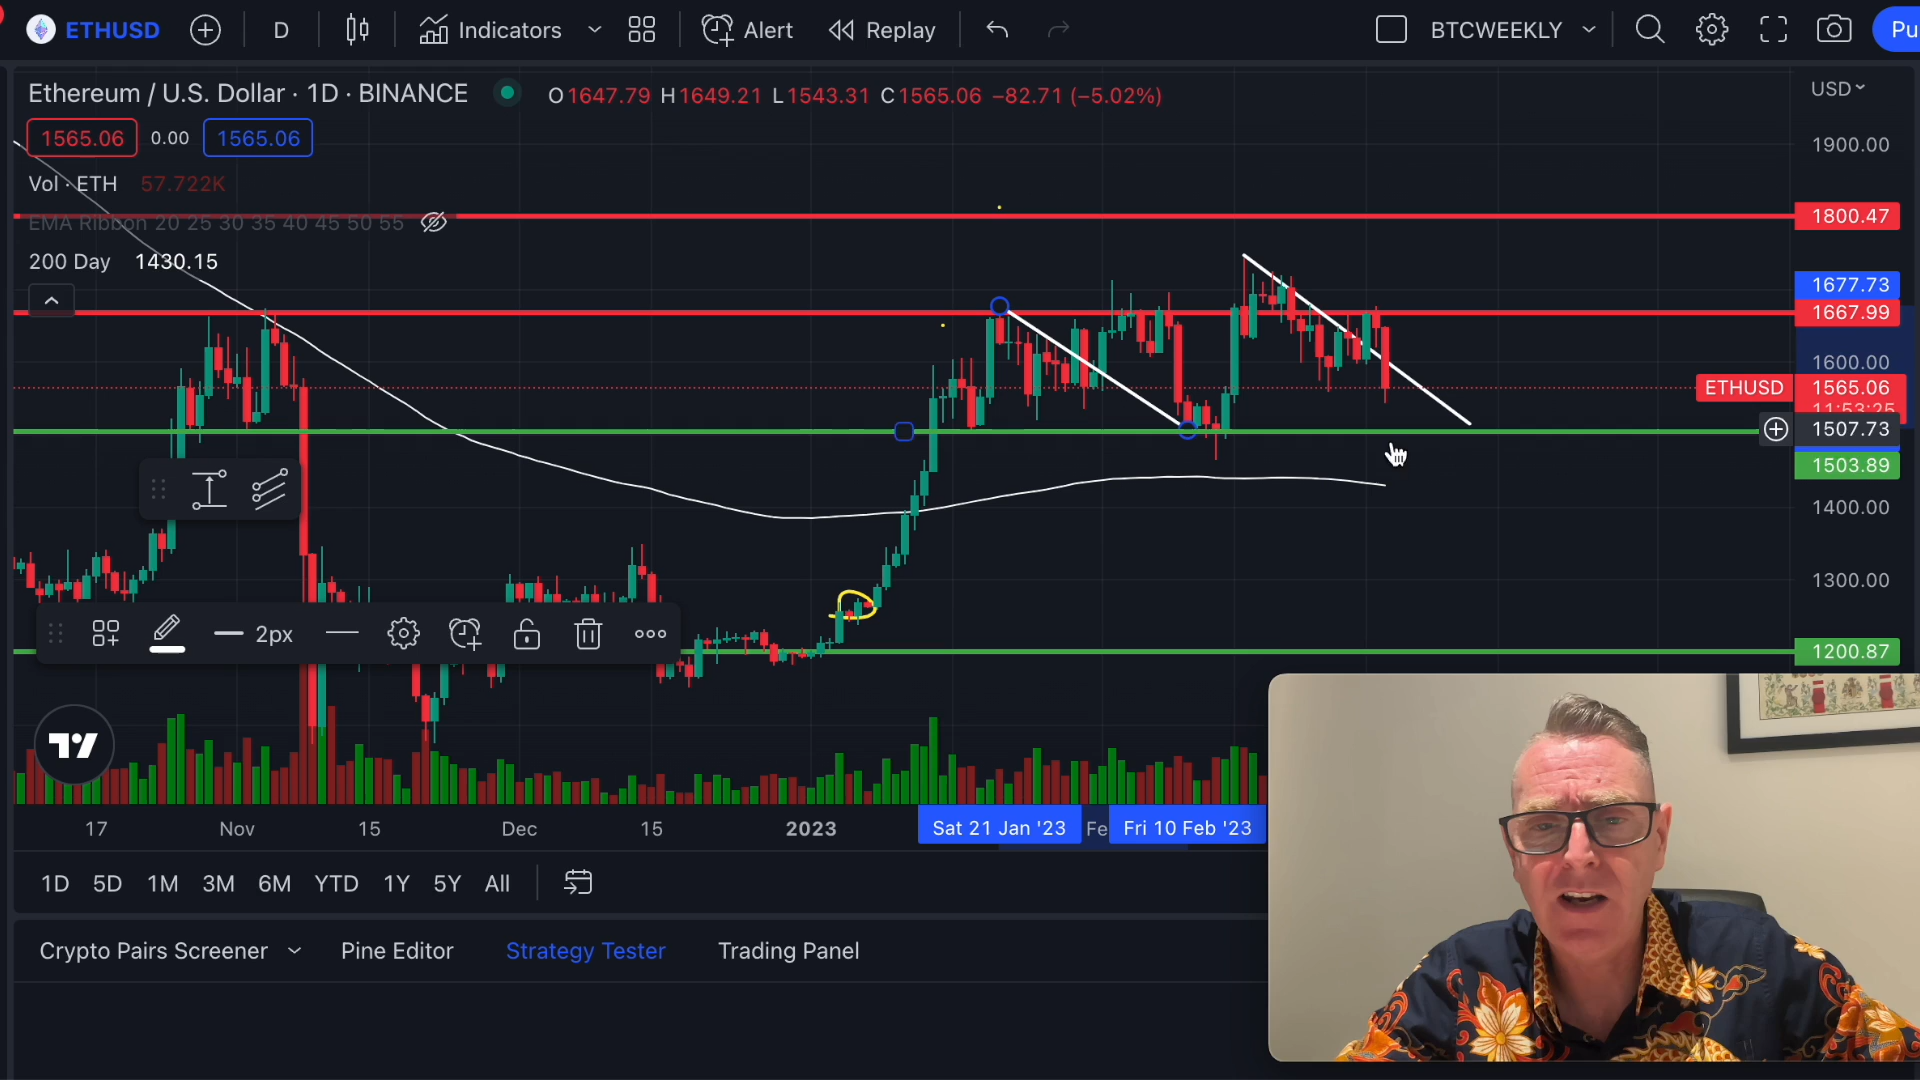 ETHUSD D Indicators Alert Replay BTCWEEKLY Pu
Ethereum / U.S. Dollar · 1D · BINANCE O1647.79 H1649.21 L1543.31 C1565.06 −82.71 (−5.02%) USD
1565.06 0.00 1565.06
1900.00
Vol · ETH 57.722K
EMA Ribbon 20 25 30 35 40 45 50 55
1800.47
200 Day 1430.15
1677.73
1667.99
1600.00
ETHUSD 1565.06
11:53:25
1507.73
1503.89
1400.00
1300.00
2px
1200.87
17 Nov 15 Dec 15 2023 Sat 21 Jan '23 Fe Fri 10 Feb '23
1D 5D 1M 3M 6M YTD 1Y 5Y All
Crypto Pairs Screener Pine Editor Strategy Tester Trading Panel